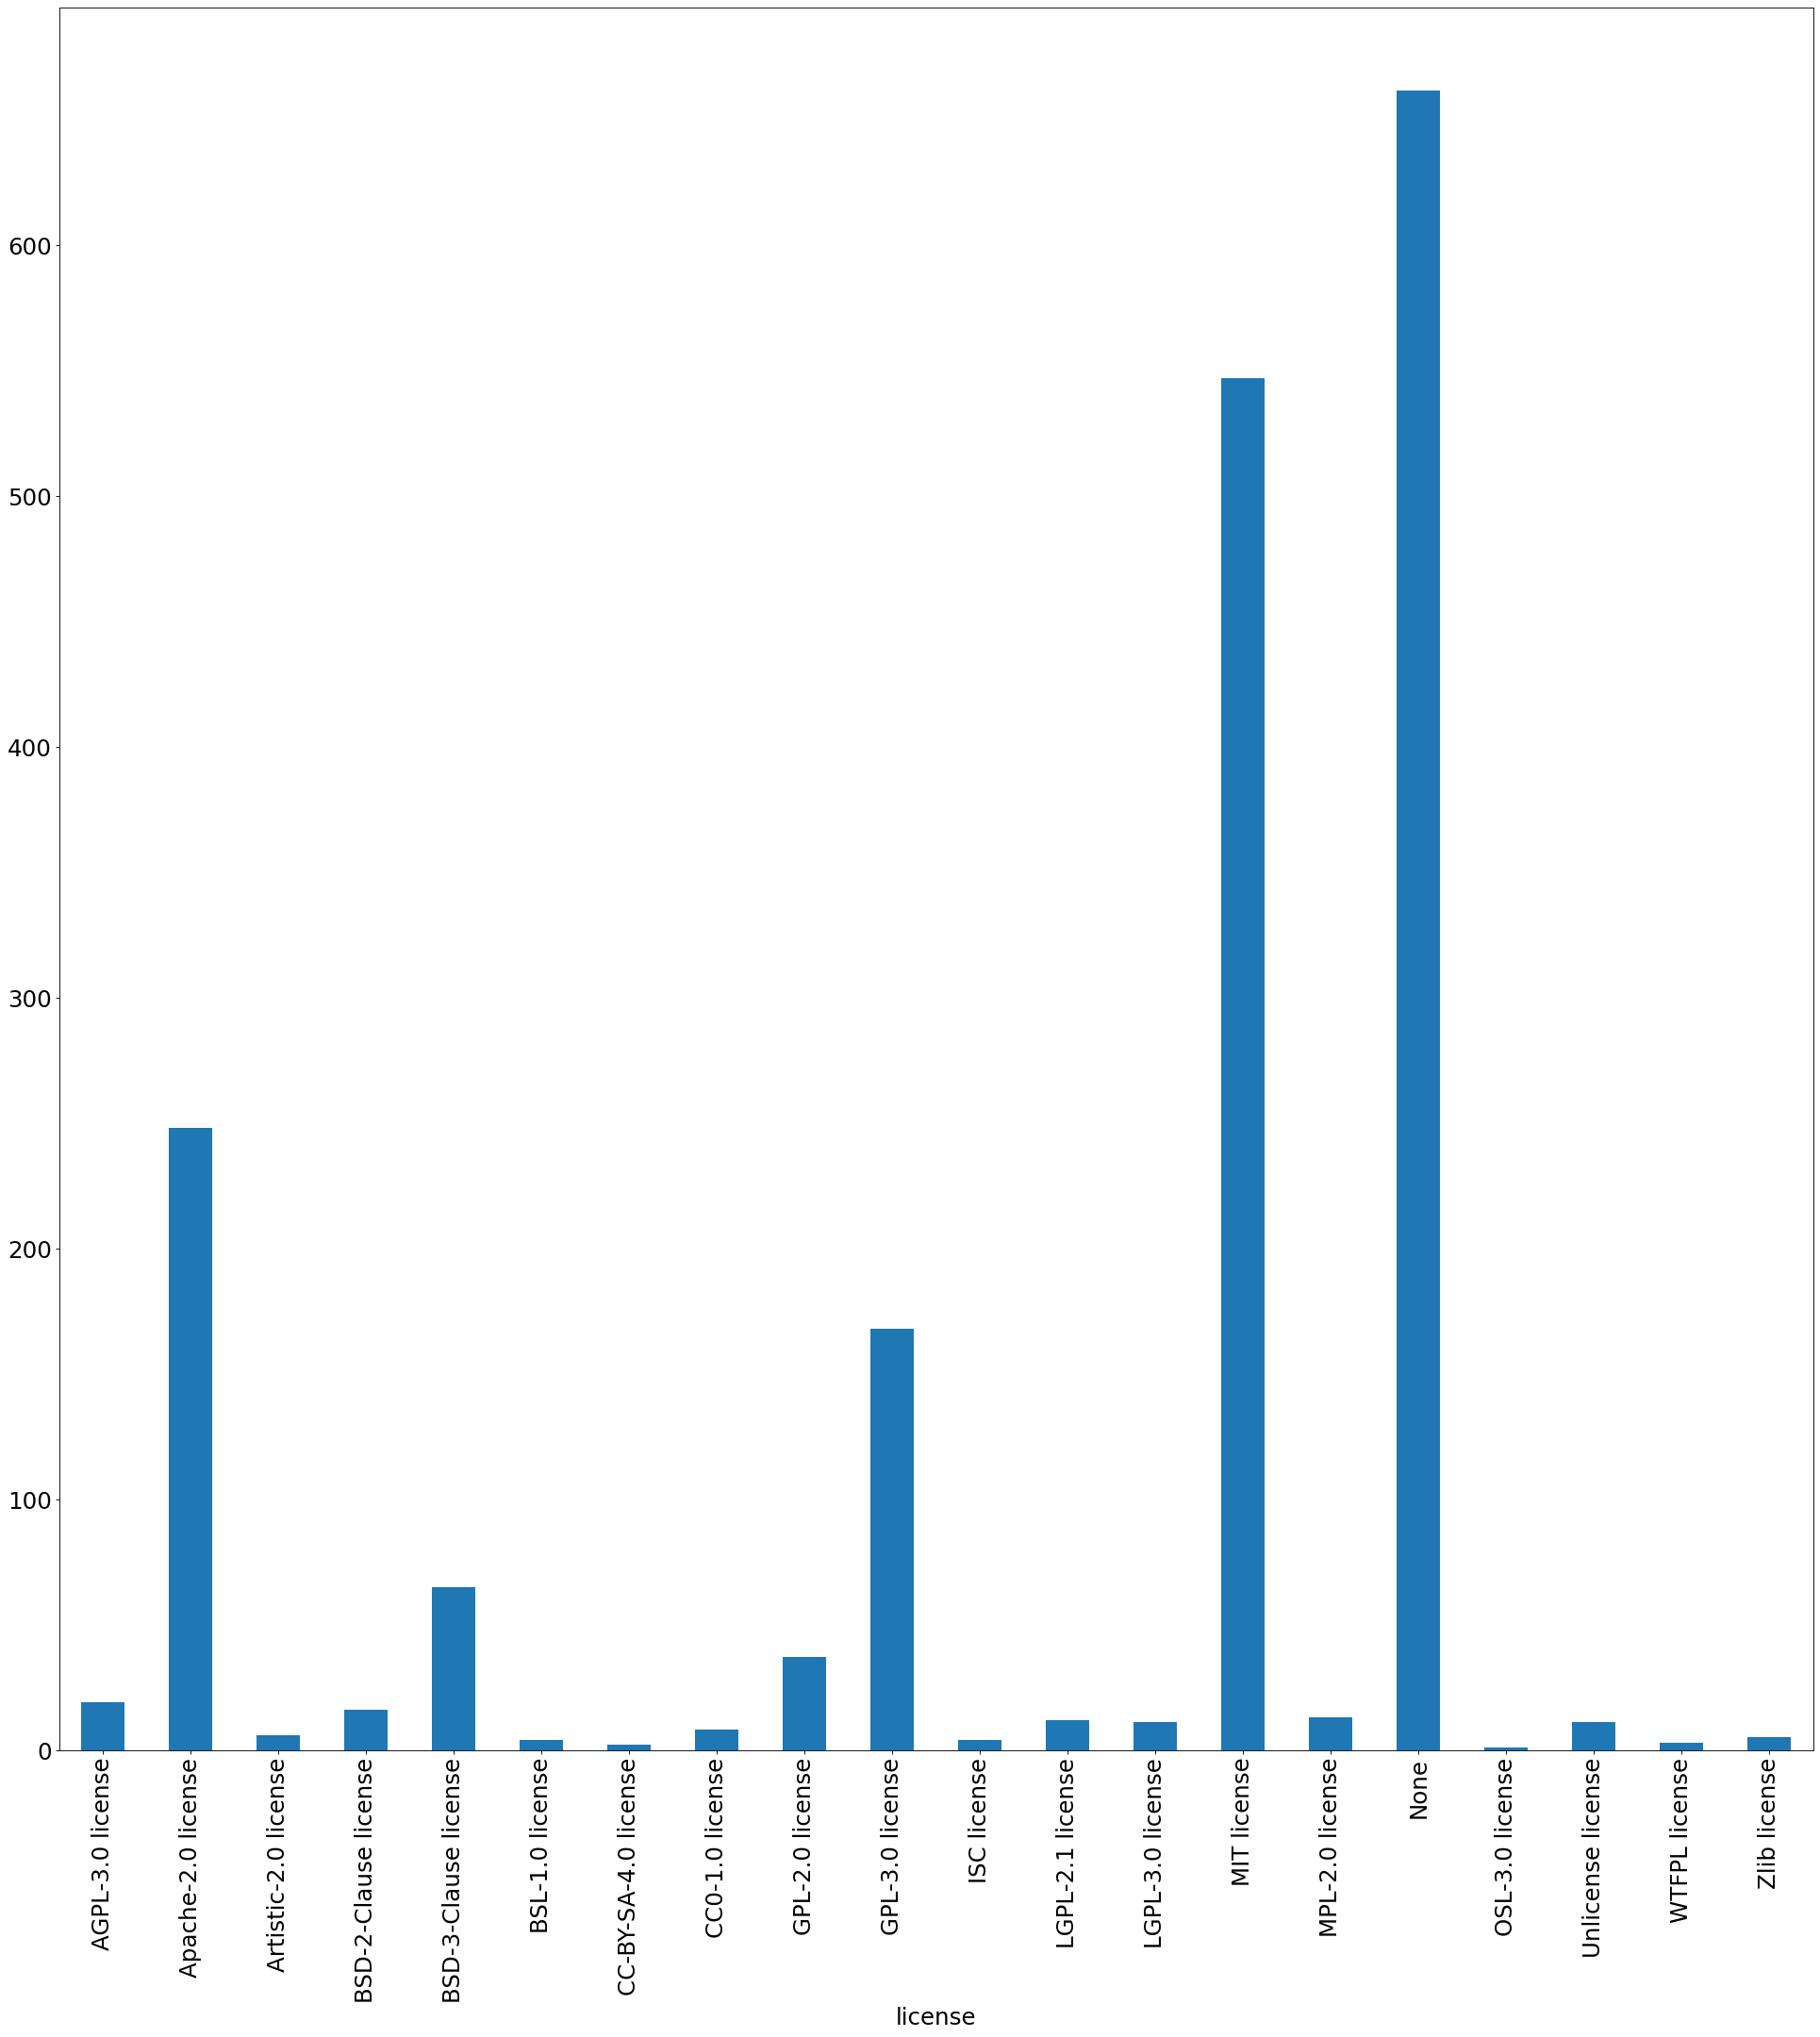 600
500
400
300
200
100
0
AGPL-3.0 license
Apache-2.0 license
Artistic-2.0 license
BSD-2-Clause license
BSD-3-Clause license
BSL-1.0 license
CC-BY-SA-4.0 license
CC0-1.0 license
GPL-2.0 license
GPL-3.0 license
ISC license
LGPL-2.1 license
LGPL-3.0 license
MIT license
MPL-2.0 license
None
OSL-3.0 license
Unlicense license
WTFPL license
Zlib license
license